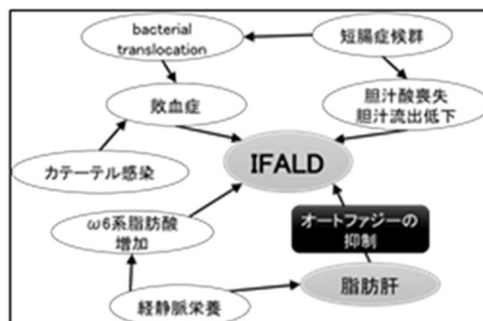 bacterial
translocation
短腸症候群
敗血症
胆汁酸喪失
胆汁流出低下
カテーテル感染
IFALD
ω6系脂肪酸
増加
オートファジーの
抑制
経静脈栄養
脂肪肝